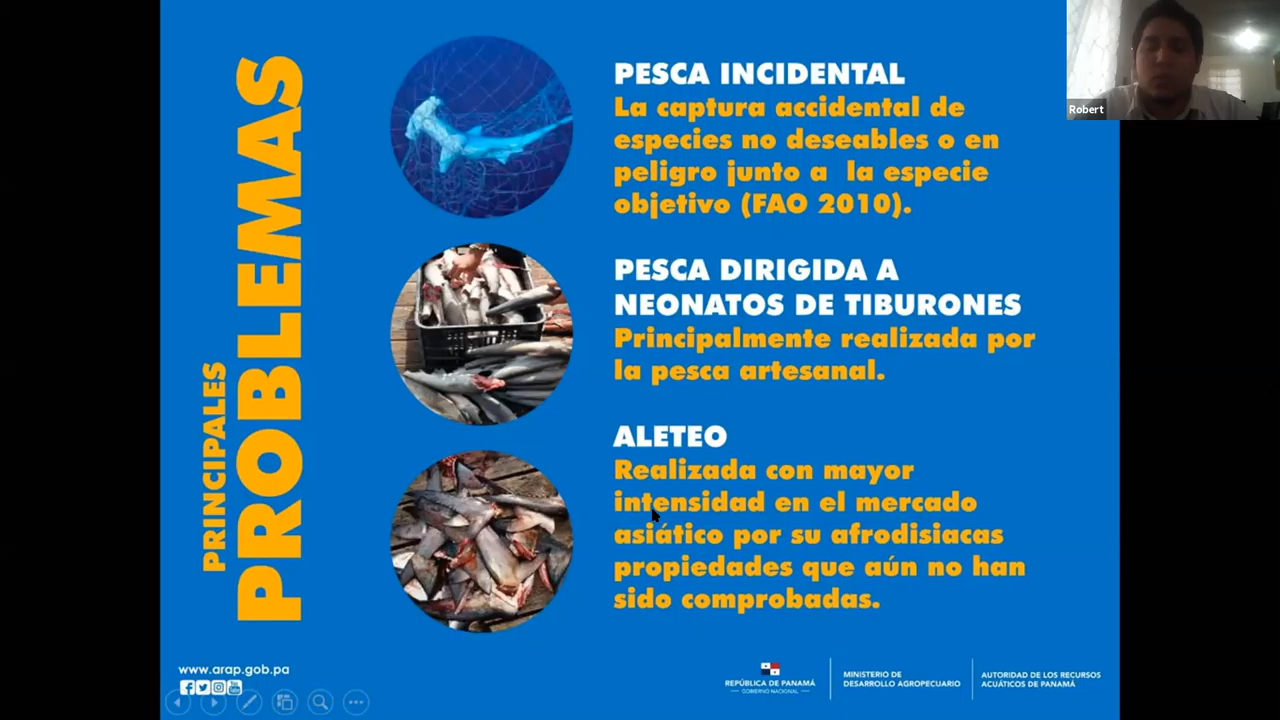 PRINCIPALES
PROBLEMAS
PESCA INCIDENTAL
La captura accidental de
especies no deseables o en
peligro junto a la especie
objetivo (FAO 2010).
PESCA DIRIGIDA A
NEONATOS DE TIBURONES
Principalmente realizada por
la pesca artesanal.
ALETEO
Realizada con mayor
intensidad en el mercado
asiático por su afrodisiacas
propiedades que aún no han
sido comprobadas.
Robert
www.arap.gob.pa
REPÚBLICA DE PANAMÁ
— GOBIERNO NACIONAL —
MINISTERIO DE
DESARROLLO AGROPECUARIO
AUTORIDAD DE LOS RECURSOS
ACUÁTICOS DE PANAMÁ